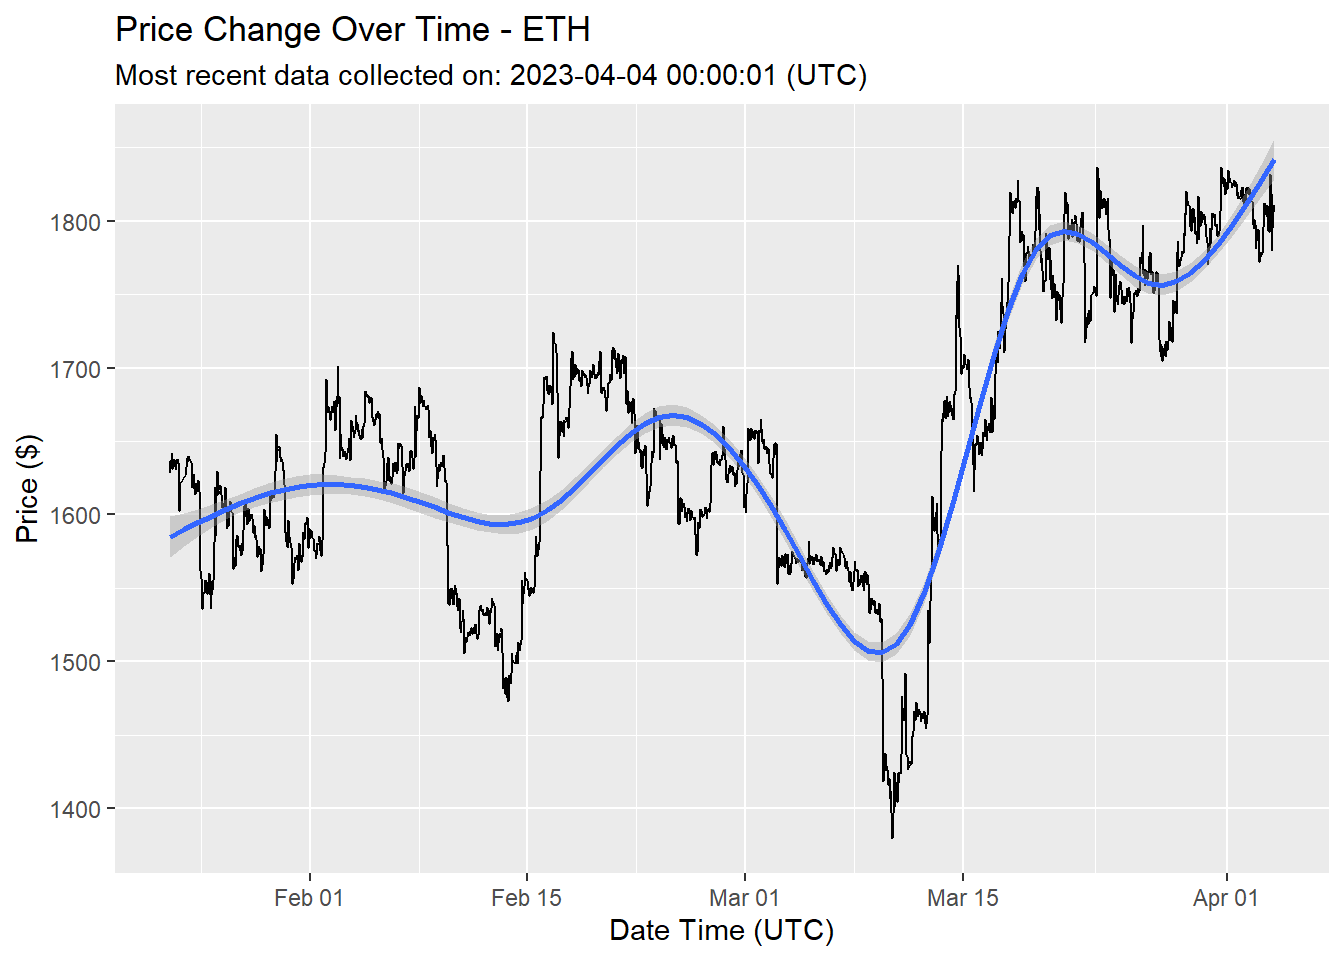 Price Change Over Time - ETH
Most recent data collected on: 2023-04-04 00:00:01 (UTC)
Price ($)
1800
1700
1600
1500
1400
Feb 01
Feb 15
Mar 01
Mar 15
Apr 01
Date Time (UTC)